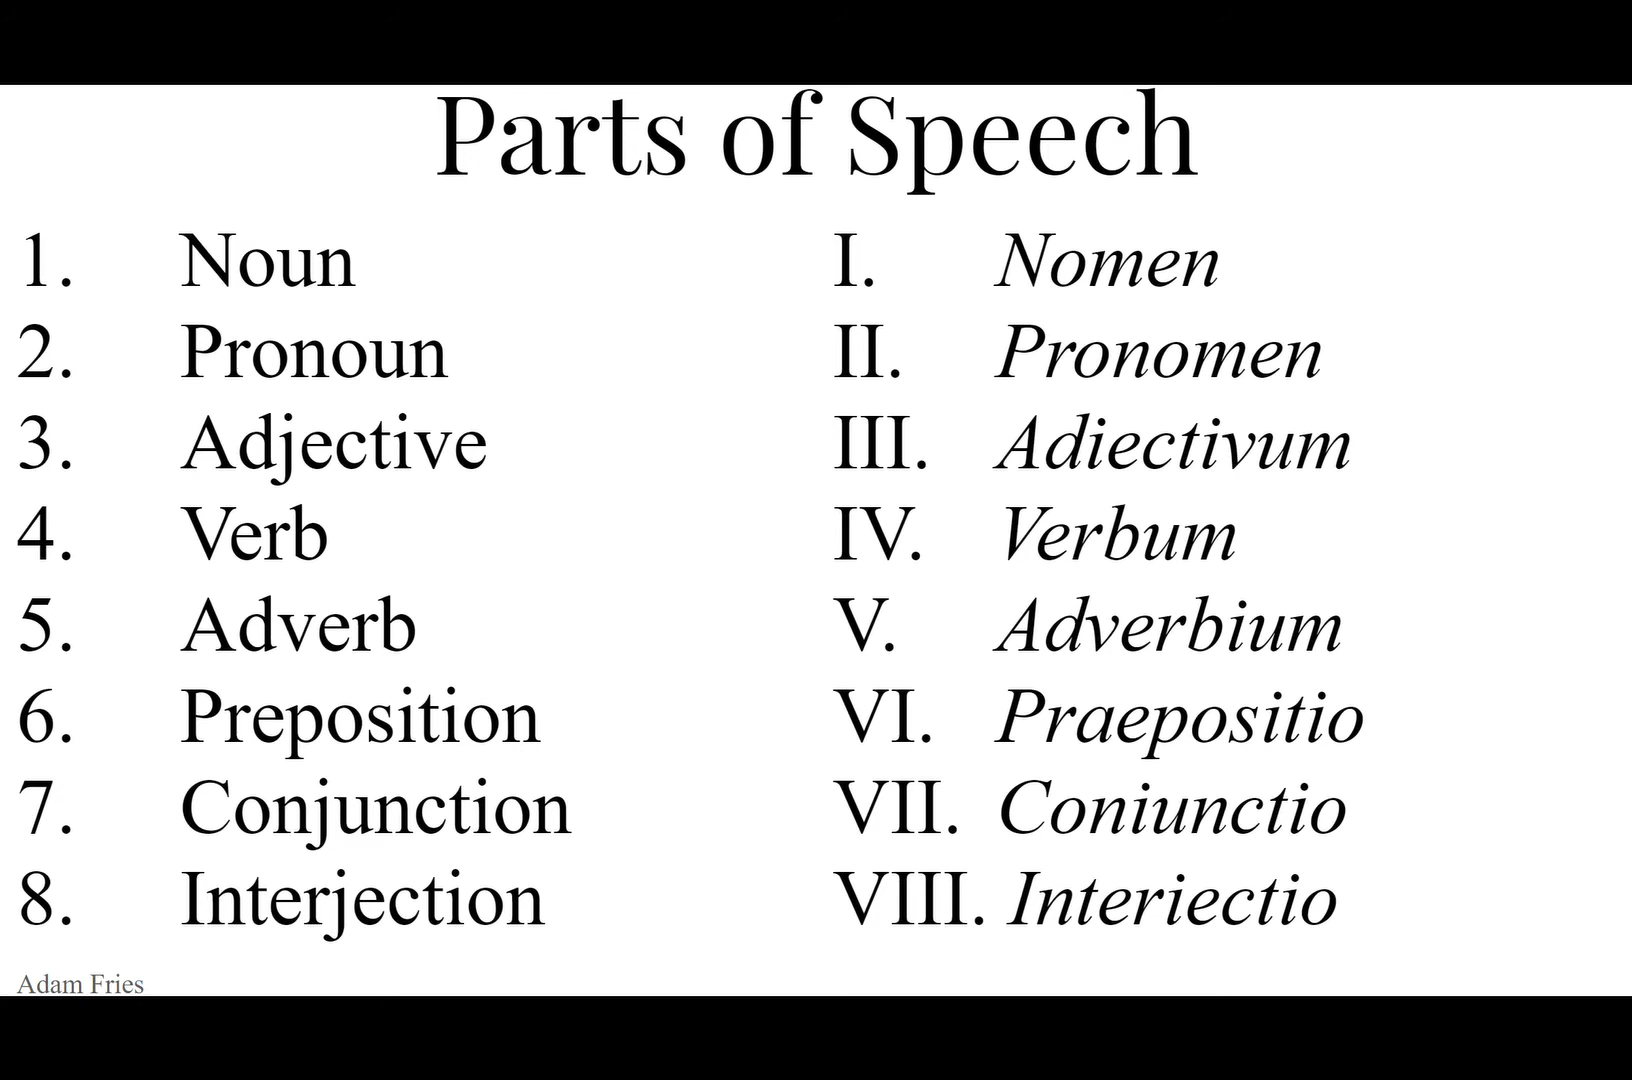 Parts of Speech
1. Noun
2. Pronoun
3. Adjective
4. Verb
5. Adverb
6. Preposition
7. Conjunction
8. Interjection
I. Nomen
II. Pronomen
III. Adiectivum
IV. Verbum
V. Adverbium
VI. Praepositio
VII. Coniunctio
VIII. Interiectio
Adam Fries